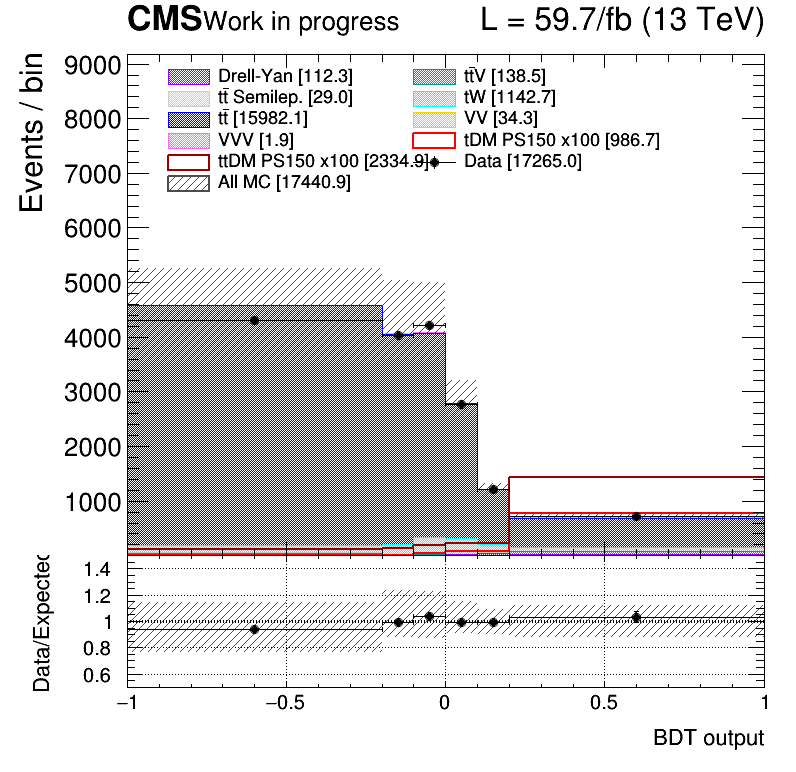 CMS Work in progress L = 59.7/fb (13 TeV)
Events / bin
9000
8000
7000
6000
5000
4000
3000
2000
1000
Drell-Yan [112.3] tt̄V [138.5]
tt̄ Semilep. [29.0] tW [1142.7]
tt̄ [15982.1] VV [34.3]
VVV [1.9] tDM PS150 x100 [986.7]
ttDM PS150 x100 [2334.9] Data [17265.0]
All MC [17440.9]
Data/Expected
1.4
1.2
1
0.8
0.6
−1 −0.5 0 0.5 1
BDT output